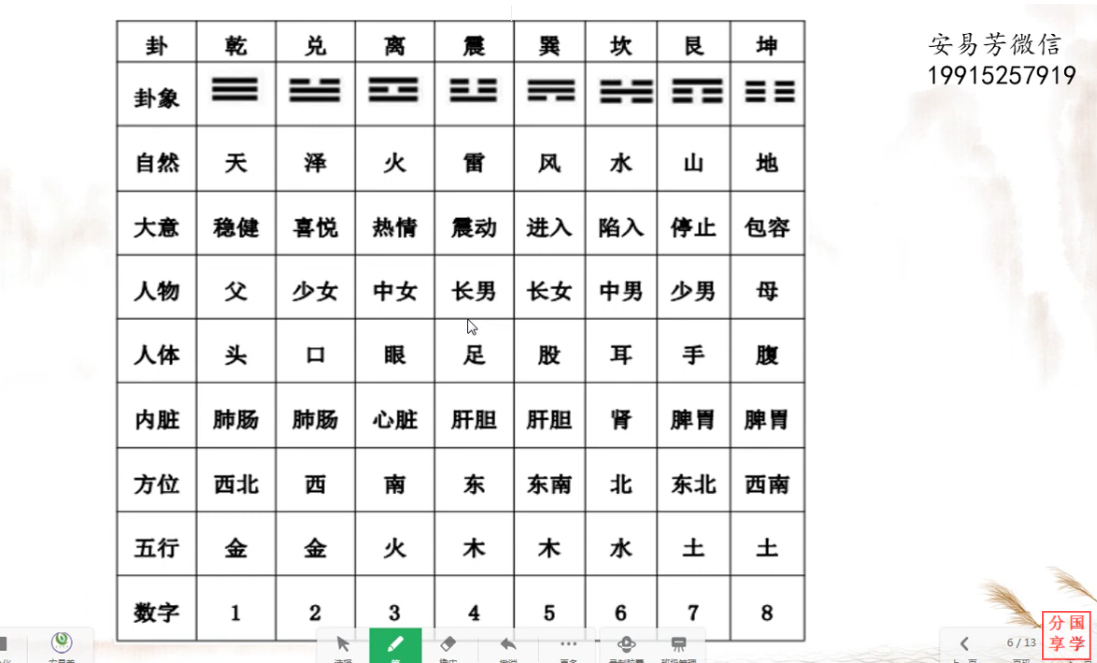 安易芳微信
19915257919
卦 乾 兑 离 震 巽 坎 艮 坤
卦象
自然 天 泽 火 雷 风 水 山 地
大意 稳健 喜悦 热情 震动 进入 陷入 停止 包容
人物 父 少女 中女 长男 长女 中男 少男 母
人体 头 口 眼 足 股 耳 手 腹
内脏 肺肠 肺肠 心脏 肝胆 肝胆 肾 脾胃 脾胃
方位 西北 西 南 东 东南 北 东北 西南
五行 金 金 火 木 木 水 土 土
数字 1 2 3 4 5 6 7 8
6/13
分国
享学